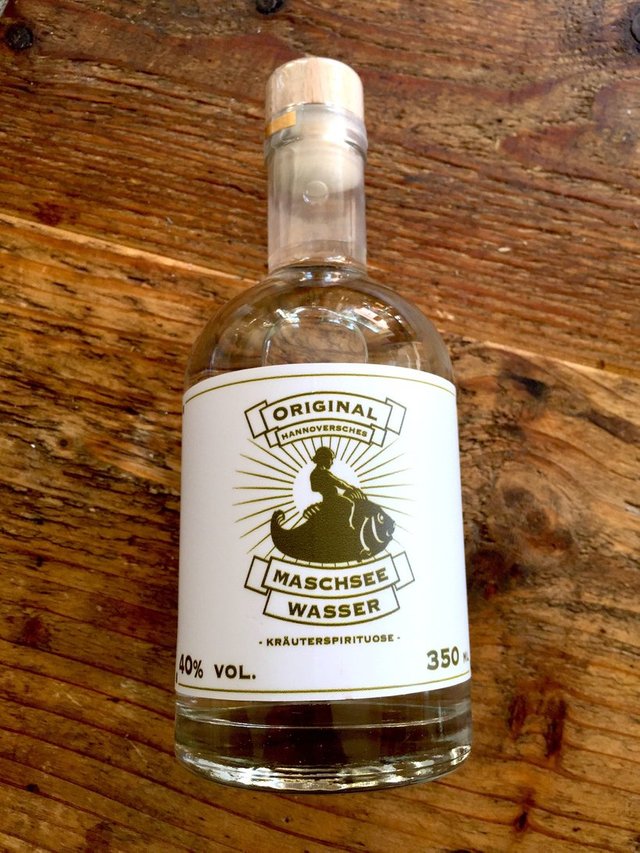 ORIGINAL
HANNOVERSCHES
MASCHSEE
WASSER
- KRÄUTERSPIRITUOSE -
40% VOL.
350